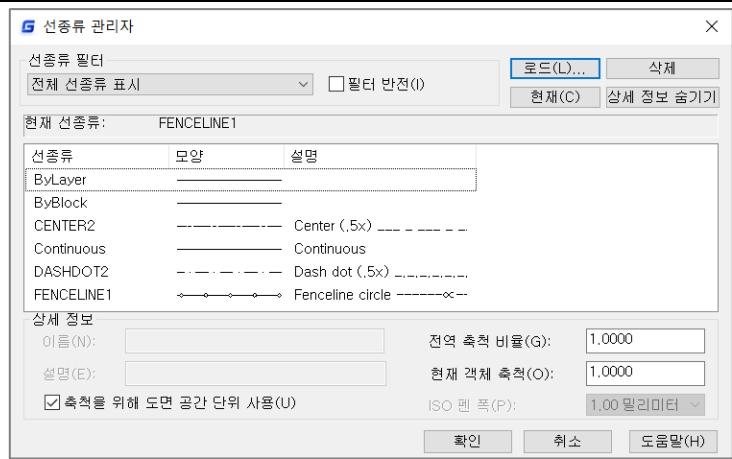 선종류 관리자
선종류 필터
전체 선종류 표시
필터 반전(I)
로드(L)...
삭제
현재(C)
상세 정보 숨기기
현재 선종류: FENCELINE1
선종류 모양 설명
ByLayer
ByBlock
CENTER2 Center (.5x) ___ _ ___ _ _.
Continuous Continuous
DASHDOT2 Dash dot (.5x) _._._._._._.
FENCELINE1 Fenceline circle ------∝--
상세 정보
이름(N):
설명(E):
축척을 위해 도면 공간 단위 사용(U)
전역 축척 비율(G): 1.0000
현재 객체 축척(O): 1.0000
ISO 펜 폭(P): 1.00 밀리미터
확인 취소 도움말(H)